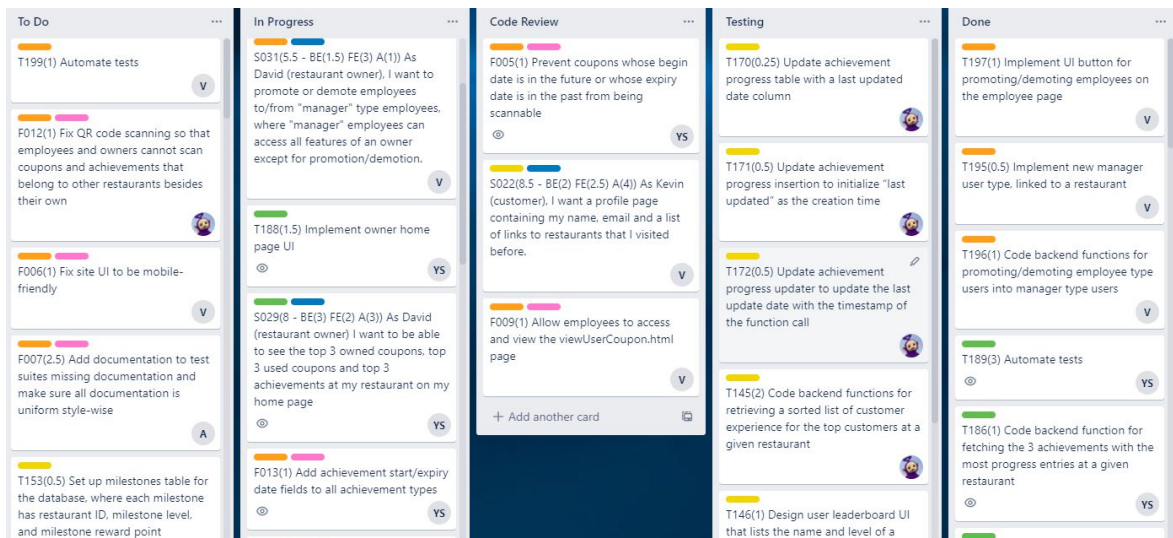 To Do
T199(1) Automate tests
V
F012(1) Fix QR code scanning so that
employees and owners cannot scan
coupons and achievements that
belong to other restaurants besides
their own
F006(1) Fix site UI to be mobile-
friendly
V
F007(2.5) Add documentation to test
suites missing documentation and
make sure all documentation is
uniform style-wise
A
T153(0.5) Set up milestones table for
the database, where each milestone
has restaurant ID, milestone level,
and milestone reward point
In Progress
S031(5.5 - BE(1.5) FE(3) A(1)) As
David (restaurant owner), I want to
promote or demote employees
to/from "manager" type employees,
where "manager" employees can
access all features of an owner
except for promotion/demotion.
V
T188(1.5) Implement owner home
page UI
YS
S029(8 - BE(3) FE(2) A(3)) As David
(restaurant owner) I want to be able
to see the top 3 owned coupons, top
3 used coupons and top 3
achievements at my restaurant on my
home page
YS
F013(1) Add achievement start/expiry
date fields to all achievement types
YS
Code Review
F005(1) Prevent coupons whose begin
date is in the future or whose expiry
date is in the past from being
scannable
YS
S022(8.5 - BE(2) FE(2.5) A(4)) As Kevin
(customer), I want a profile page
containing my name, email and a list
of links to restaurants that I visited
before.
V
F009(1) Allow employees to access
and view the viewUserCoupon.html
page
V
+ Add another card
Testing
T170(0.25) Update achievement
progress table with a last updated
date column
T171(0.5) Update achievement
progress insertion to initialize “last
updated” as the creation time
T172(0.5) Update achievement
progress updater to update the last
update date with the timestamp of
the function call
T145(2) Code backend functions for
retrieving a sorted list of customer
experience for the top customers at a
given restaurant
T146(1) Design user leaderboard UI
that lists the name and level of a
Done
T197(1) Implement UI button for
promoting/demoting employees on
the employee page
V
T195(0.5) Implement new manager
user type, linked to a restaurant
V
T196(1) Code backend functions for
promoting/demoting employee type
users into manager type users
V
T189(3) Automate tests
YS
T186(1) Code backend function for
fetching the 3 achievements with the
most progress entries at a given
restaurant
YS